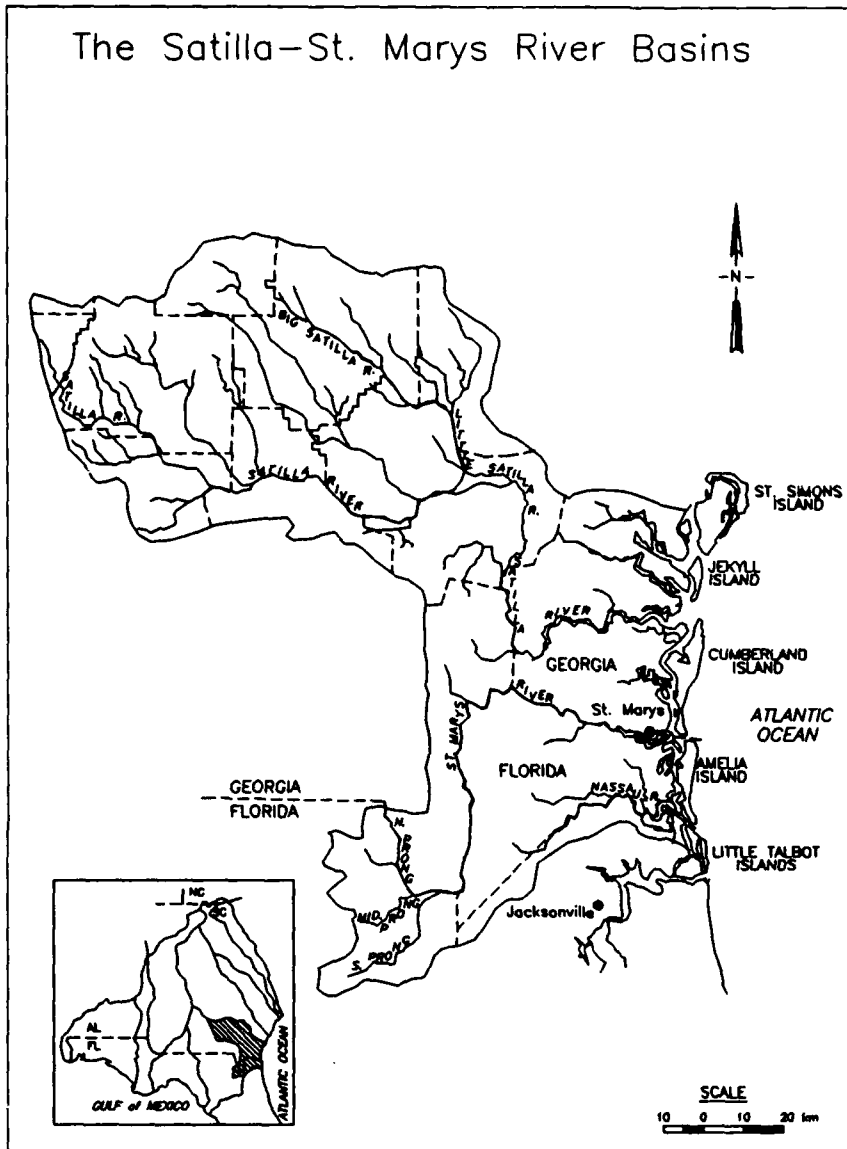 The Satilla-St. Marys River Basins
-N-
BIG SATILLA R.
SATILLA R.
LITTLE SATILLA R.
SATILLA RIVER
ST. SIMONS
ISLAND
JEKYLL
ISLAND
SATILLA RIVER
GEORGIA
CUMBERLAND
ISLAND
ST. MARYS RIVER
St. Marys
ATLANTIC
OCEAN
FLORIDA
AMELIA
ISLAND
NASSAU R.
GEORGIA
FLORIDA
N. PRONG
LITTLE TALBOT
ISLANDS
MID. PRONG
Jacksonville
S. PRONG
NC
SC
AL
FL
GULF of MEXICO
ATLANTIC OCEAN
SCALE
10 0 10 20 km